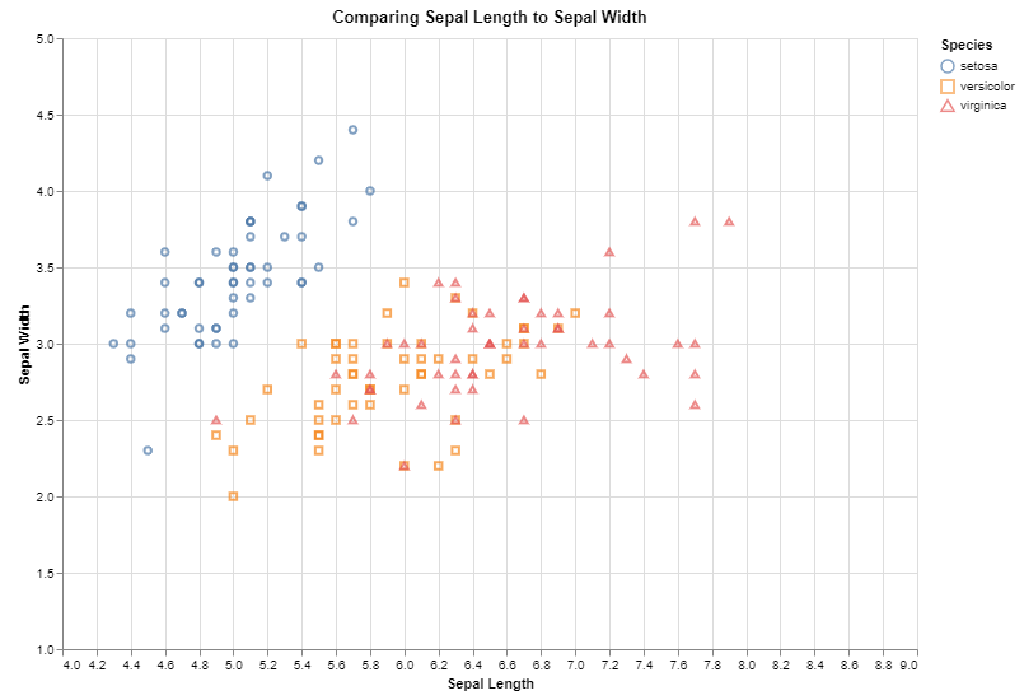 Comparing Sepal Length to Sepal Width
Species
setosa
versicolor
virginica
Sepal Width
5.0
4.5
4.0
3.5
3.0
2.5
2.0
1.5
1.0
4.0 4.2 4.4 4.6 4.8 5.0 5.2 5.4 5.6 5.8 6.0 6.2 6.4 6.6 6.8 7.0 7.2 7.4 7.6 7.8 8.0 8.2 8.4 8.6 8.8 9.0
Sepal Length